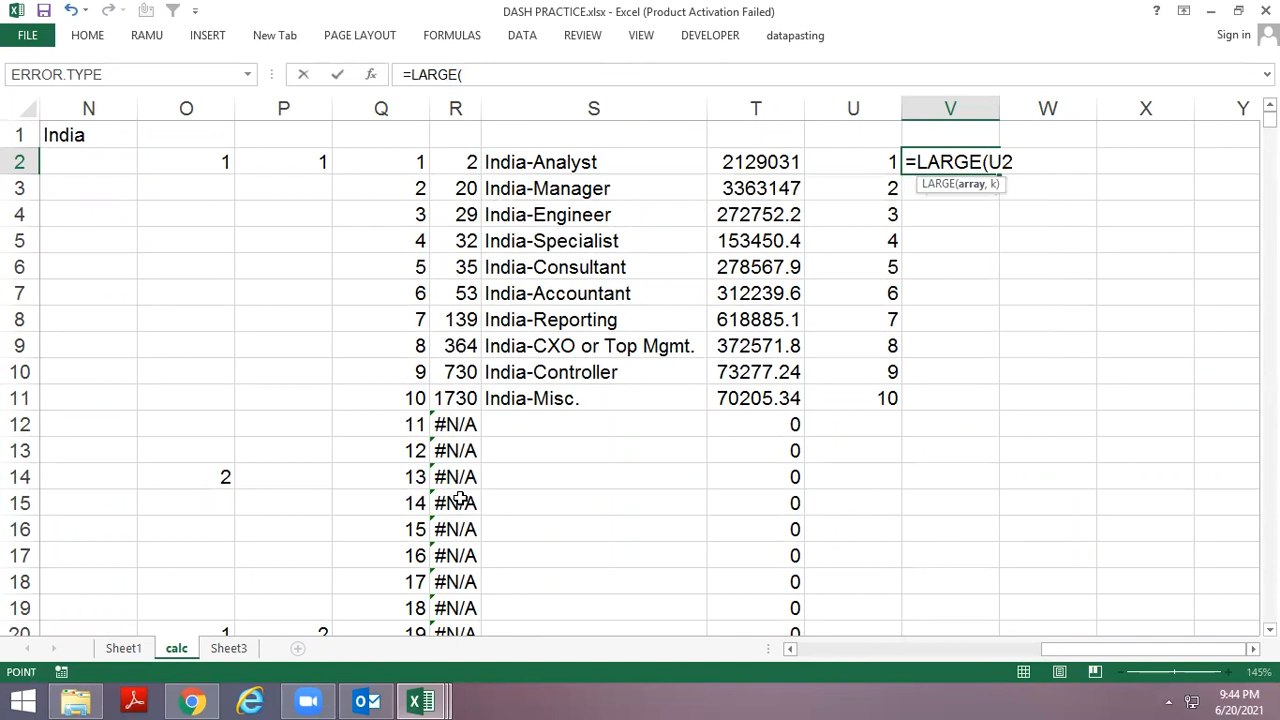 DASH PRACTICE.xlsx - Excel (Product Activation Failed)
FILE HOME RAMU INSERT New Tab PAGE LAYOUT FORMULAS DATA REVIEW VIEW DEVELOPER datapasting Sign in
ERROR.TYPE =LARGE(
N O P Q R S T U V W X Y
1 India
2 1 1 1 2 India-Analyst 2129031 1 =LARGE(U2
LARGE(array, k)
3 2 20 India-Manager 3363147 2
4 3 29 India-Engineer 272752.2 3
5 4 32 India-Specialist 153450.4 4
6 5 35 India-Consultant 278567.9 5
7 6 53 India-Accountant 312239.6 6
8 7 139 India-Reporting 618885.1 7
9 8 364 India-CXO or Top Mgmt. 372571.8 8
10 9 730 India-Controller 73277.24 9
11 10 1730 India-Misc. 70205.34 10
12 11 #N/A 0
13 12 #N/A 0
14 2 13 #N/A 0
15 14 #N/A 0
16 15 #N/A 0
17 16 #N/A 0
18 17 #N/A 0
19 18 #N/A 0
20 1 2 19 #N/A 0
Sheet1 calc Sheet3
POINT 145%
9:44 PM
6/20/2021